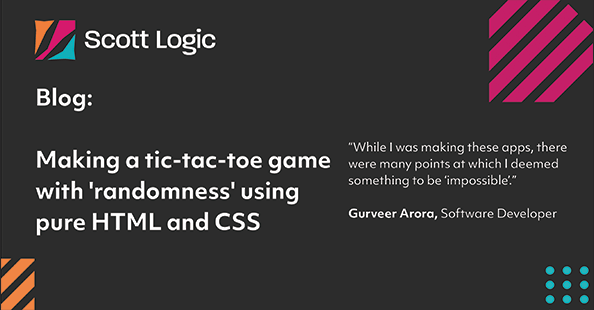 Scott Logic
Blog:
Making a tic-tac-toe game
with 'randomness' using
pure HTML and CSS
“While I was making these apps, there
were many points at which I deemed
something to be ‘impossible’.”
Gurveer Arora, Software Developer